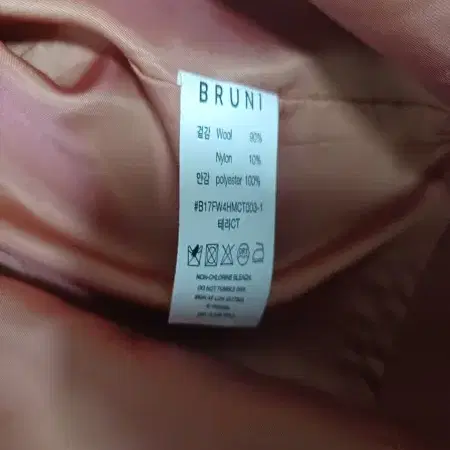 BRUNI
겉감 Wool 90%
Nylon 10%
안감 polyester 100%
#B17FW4HMCT003-1
테라CT
NON-CHLORINE BLEACH
DO NOT TUMBLE DRY